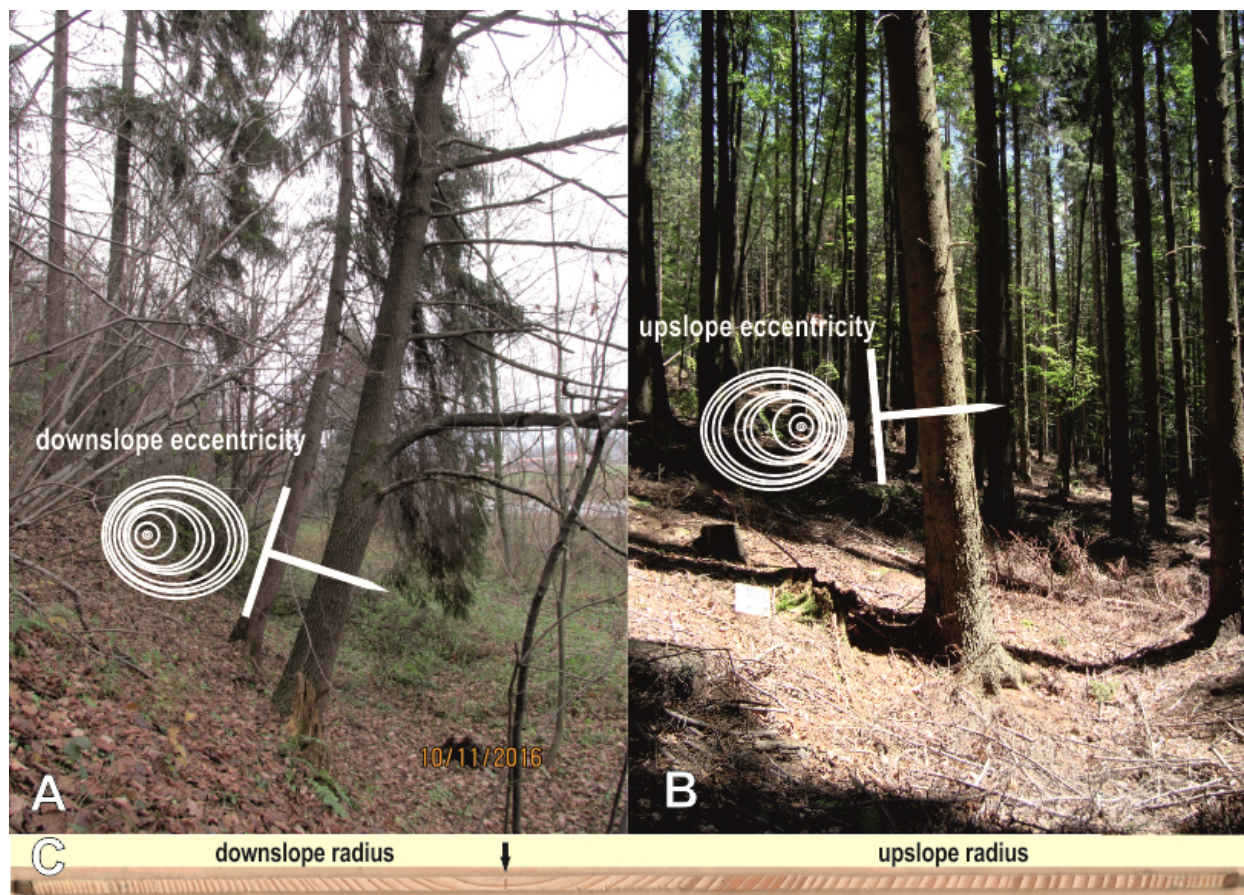 downslope eccentricity
upslope eccentricity
10/11/2016
A
B
C
downslope radius
upslope radius